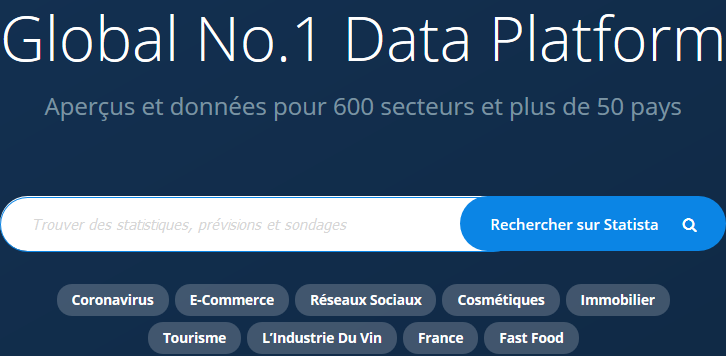 Global No.1 Data Platform
Aperçus et données pour 600 secteurs et plus de 50 pays
Trouver des statistiques, prévisions et sondages Rechercher sur Statista
Coronavirus E-Commerce Réseaux Sociaux Cosmétiques Immobilier
Tourisme L'Industrie Du Vin France Fast Food